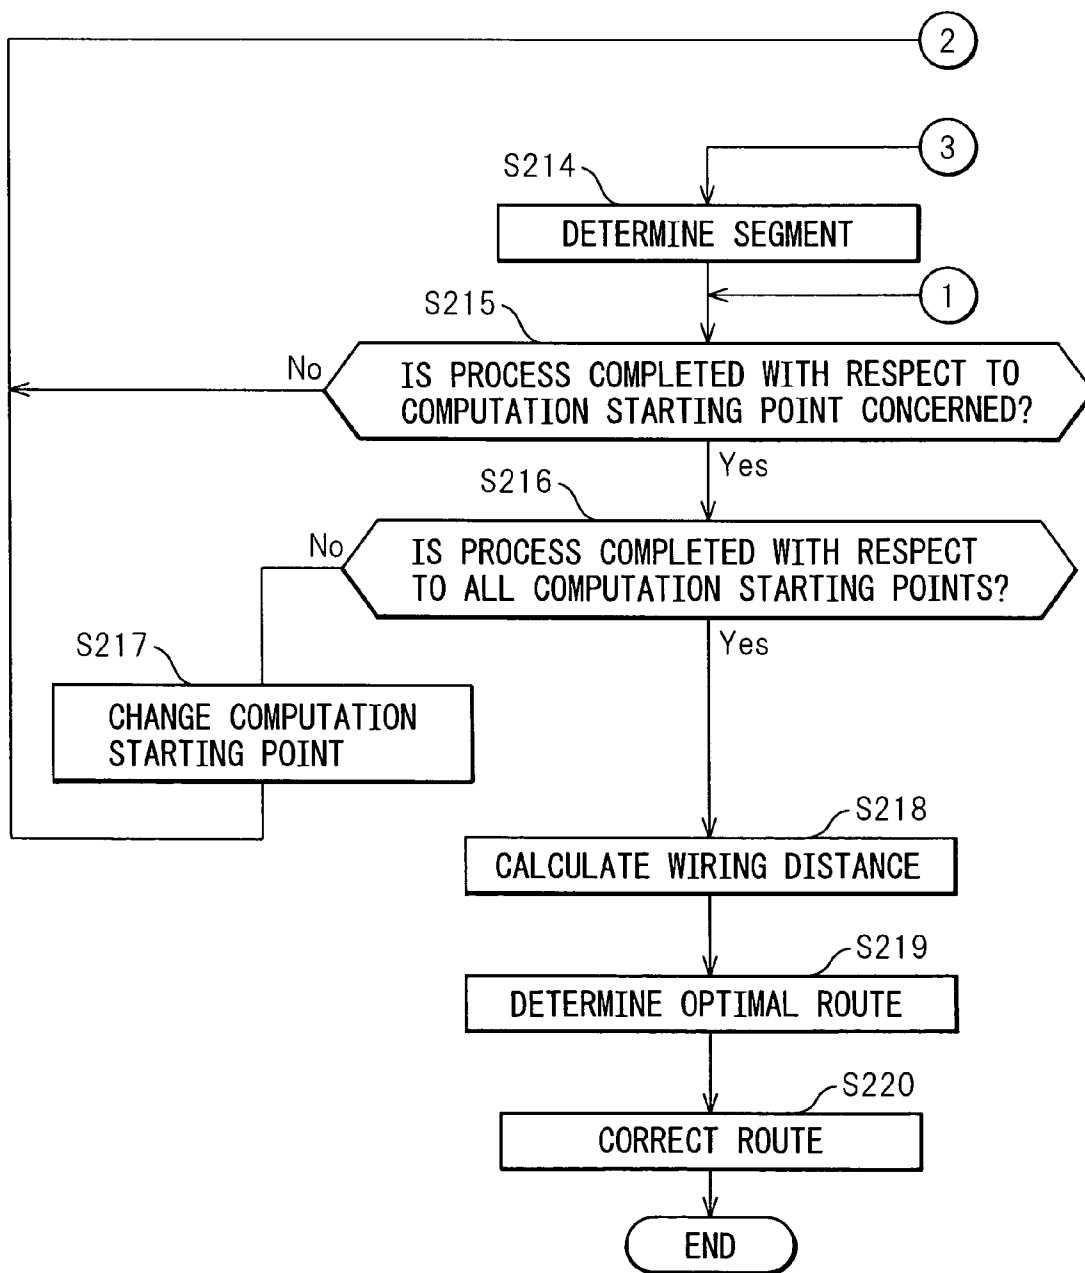 2
3
S214
DETERMINE SEGMENT
1
S215
No
IS PROCESS COMPLETED WITH RESPECT TO
COMPUTATION STARTING POINT CONCERNED?
Yes
S216
No
IS PROCESS COMPLETED WITH RESPECT
TO ALL COMPUTATION STARTING POINTS?
Yes
S217
CHANGE COMPUTATION
STARTING POINT
S218
CALCULATE WIRING DISTANCE
S219
DETERMINE OPTIMAL ROUTE
S220
CORRECT ROUTE
END